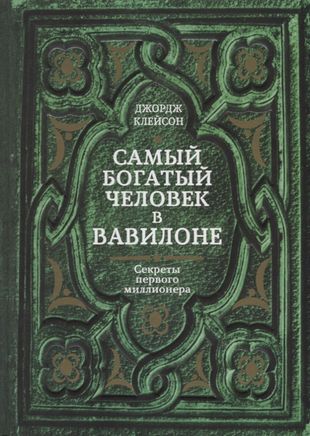 ДЖОРДЖ
КЛЕЙСОН
САМЫЙ
БОГАТЫЙ
ЧЕЛОВЕК
В
ВАВИЛОНЕ
Секреты
первого
миллионера